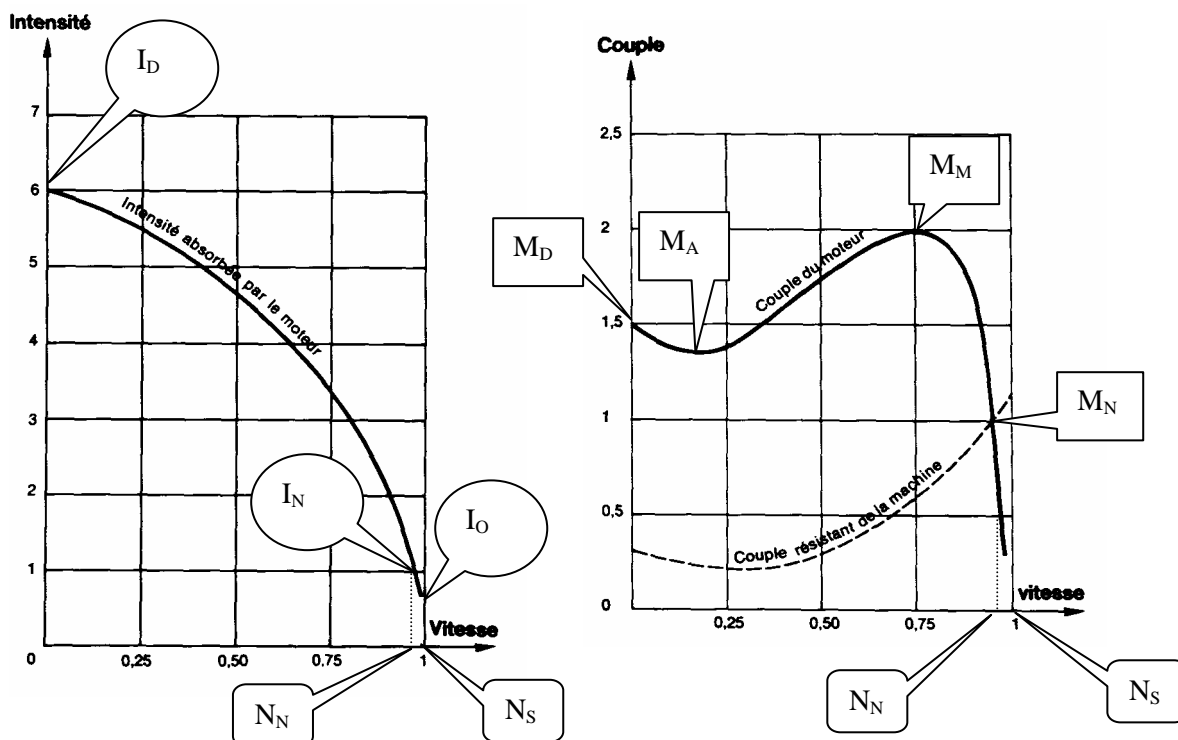 Intensité
I_D
7
6
5
4
3
2
1
0
Intensité absorbée par le moteur
I_N
I_O
Vitesse
0,25
0,50
0,75
1
N_N
N_S
Couple
2,5
2
1,5
1
0,5
0
M_D
M_A
M_M
M_N
Couple du moteur
Couple résistant de la machine
vitesse
0,25
0,50
0,75
1
N_N
N_S